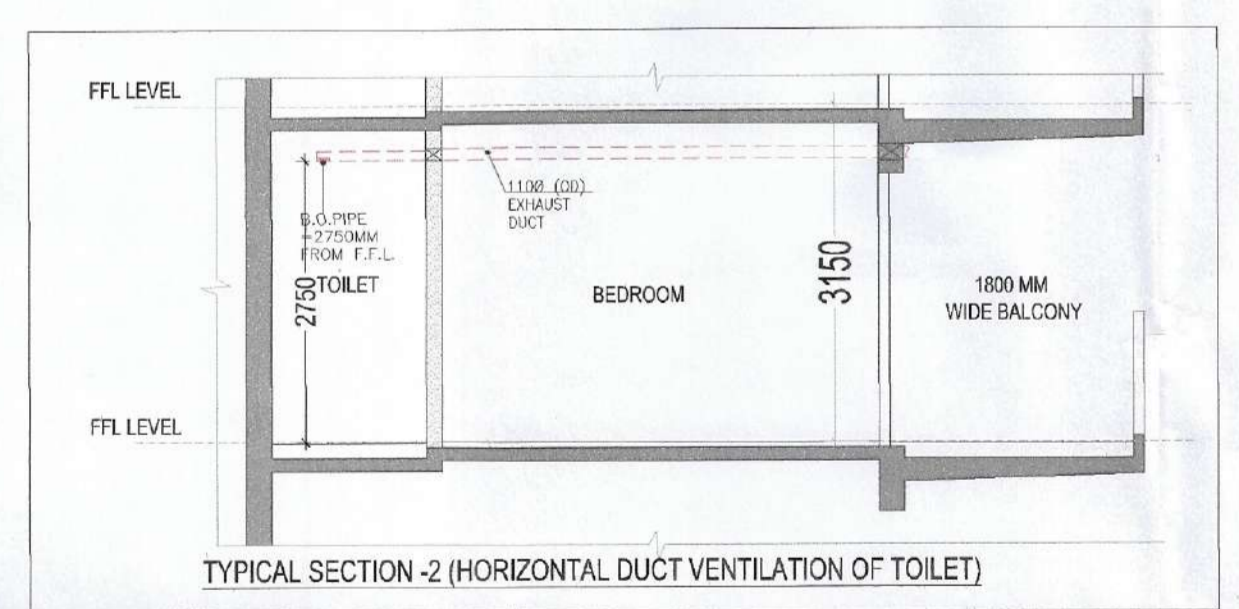 FFL LEVEL
1100 (OD)
EXHAUST
DUCT
B.O.PIPE
=2750MM
FROM F.F.L.
TOILET
2750
BEDROOM
3150
1800 MM
WIDE BALCONY
FFL LEVEL
TYPICAL SECTION -2 (HORIZONTAL DUCT VENTILATION OF TOILET)